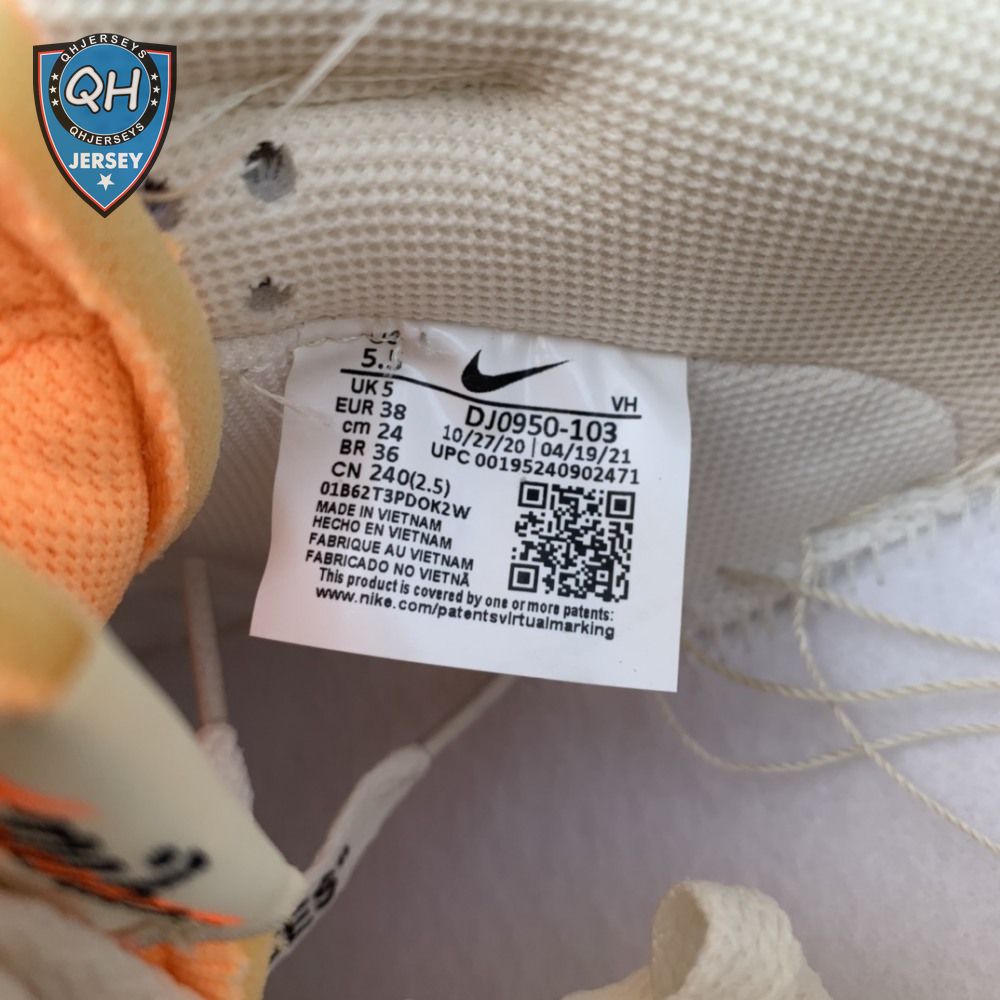 QHJERSEYS
QH
QHJERSEYS
JERSEY
US
5.5
UK 5
EUR 38
cm 24
BR 36
CN 240(2.5)
VH
DJ0950-103
10/27/20 | 04/19/21
UPC 00195240902471
01B62T3PDOK2W
MADE IN VIETNAM
HECHO EN VIETNAM
FABRIQUE AU VIETNAM
FABRICADO NO VIETNÃ
This product is covered by one or more patents:
www.nike.com/patentsvirtualmarking